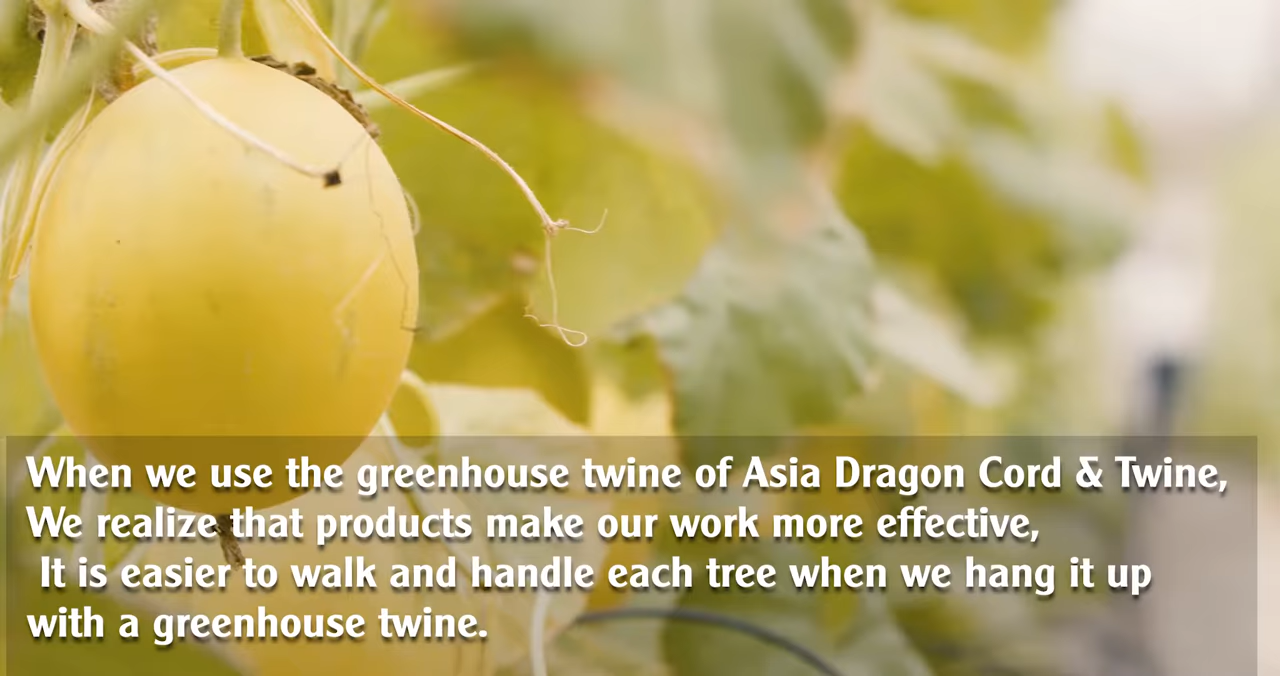 When we use the greenhouse twine of Asia Dragon Cord & Twine,
We realize that products make our work more effective,
It is easier to walk and handle each tree when we hang it up
with a greenhouse twine.